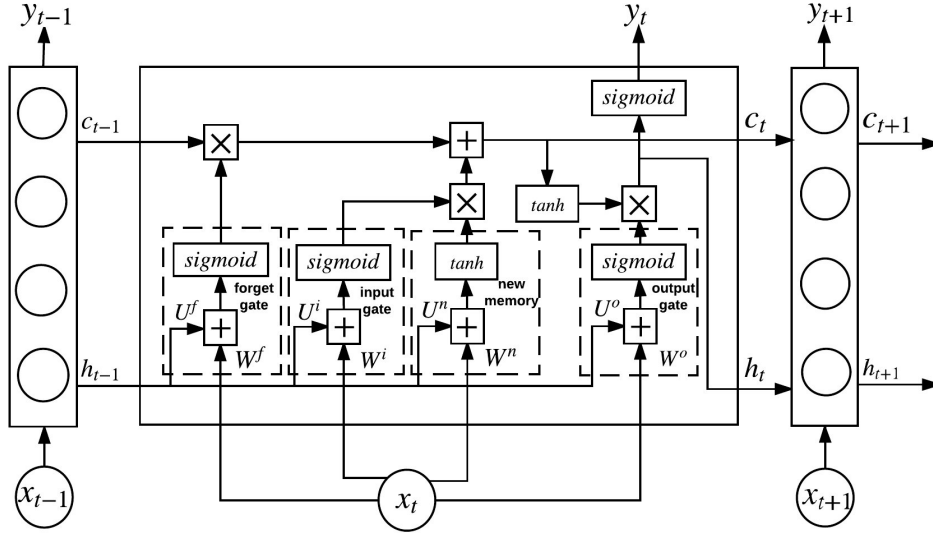 y_{t−1}
y_t
y_{t+1}
sigmoid
c_{t−1}
×
+
c_t
c_{t+1}
×
tanh
×
sigmoid
sigmoid
tanh
sigmoid
forget
gate
input
gate
new
memory
output
gate
U^f
+
U^i
+
U^n
+
U^o
+
W^f
W^i
W^n
W^o
h_{t−1}
h_t
h_{t+1}
x_{t−1}
x_t
x_{t+1}